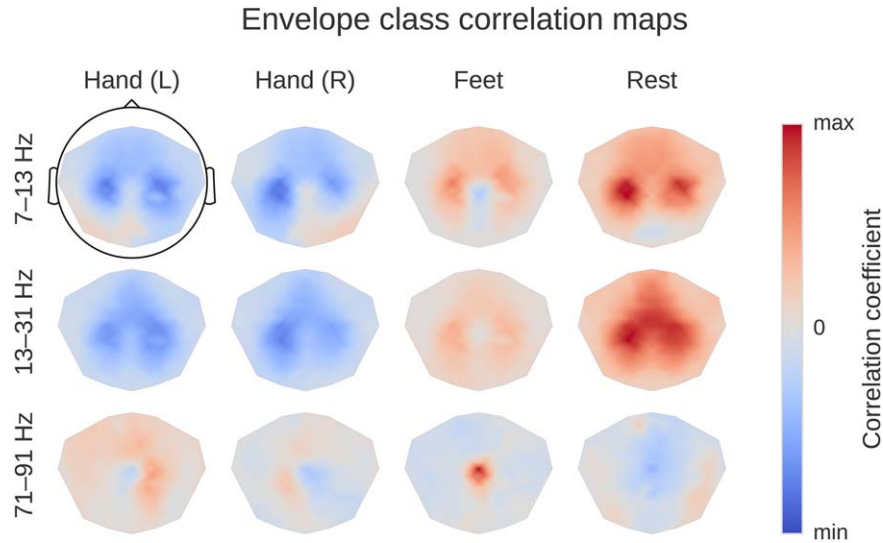 Envelope class correlation maps
Hand (L) Hand (R) Feet Rest
7–13 Hz
13–31 Hz
71–91 Hz
max
0
min
Correlation coefficient